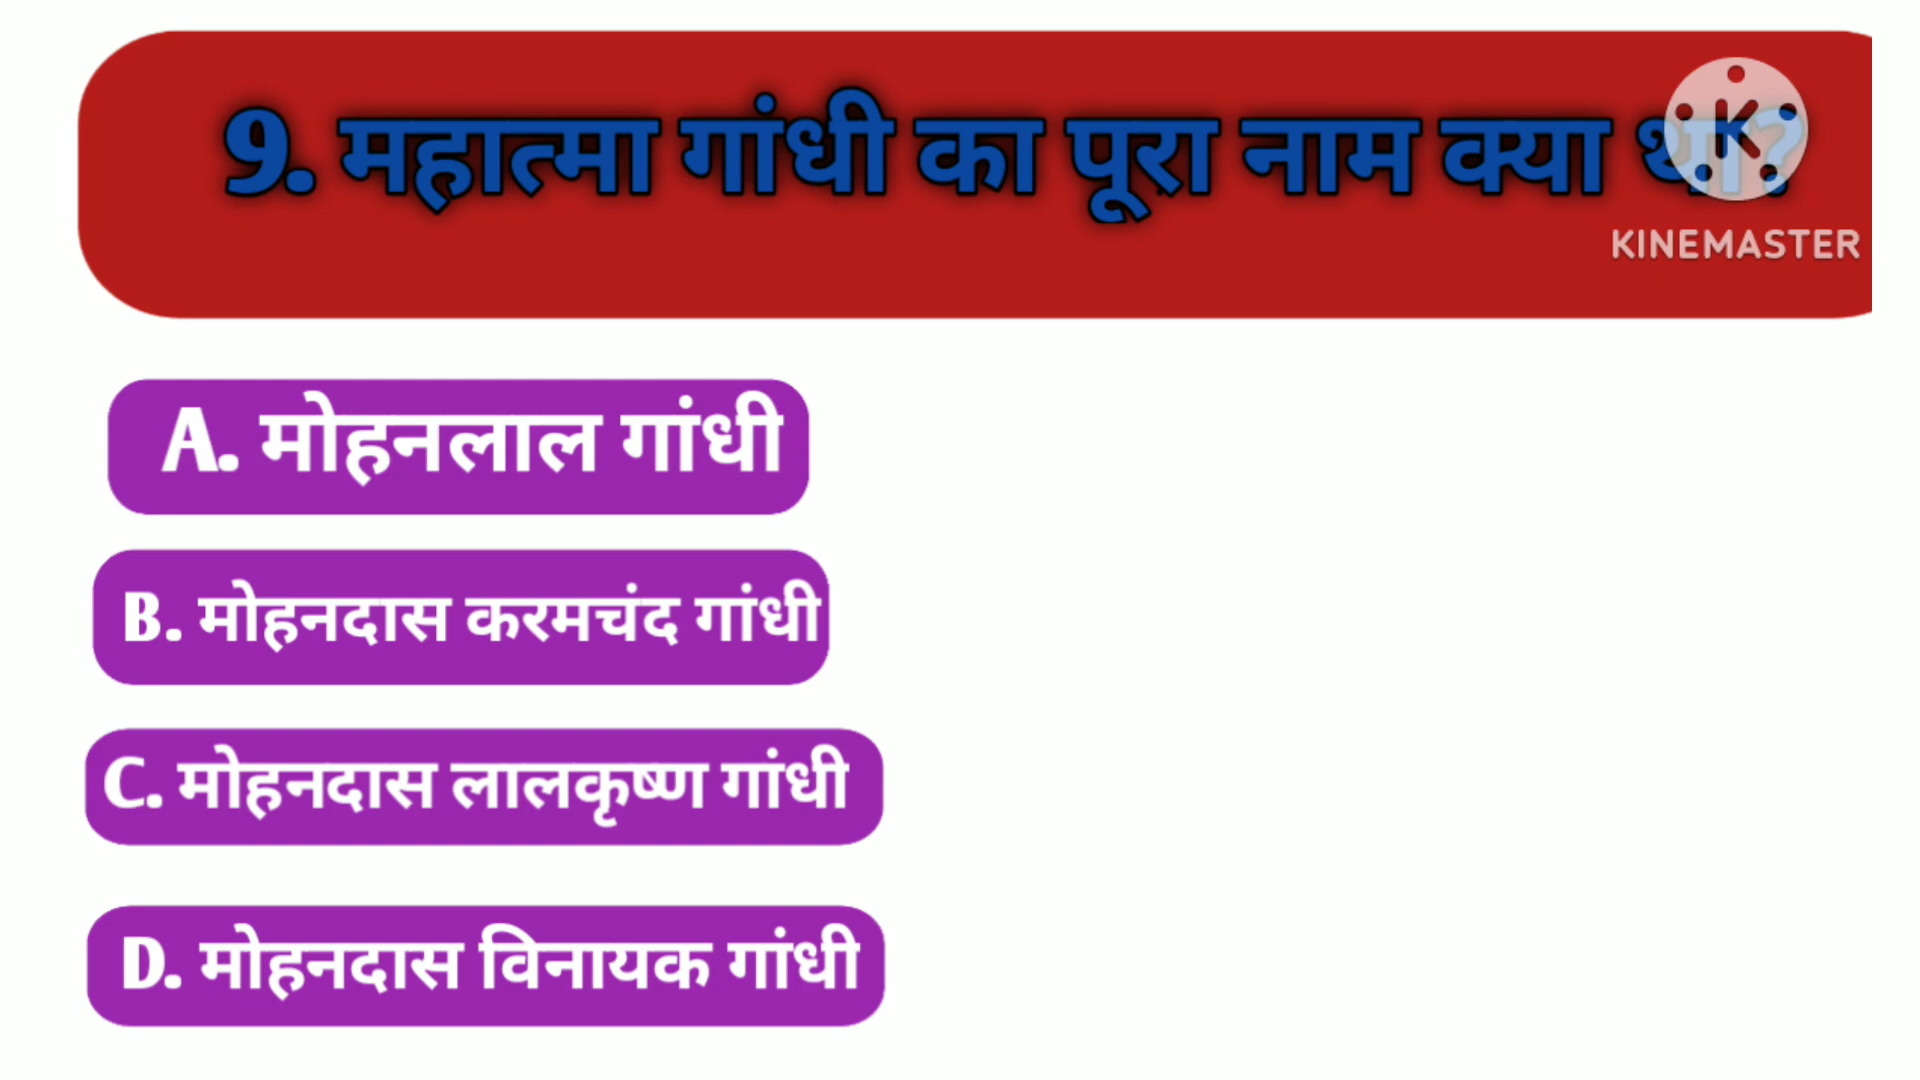 9. महात्मा गांधी का पूरा नाम क्या था?
KINEMASTER
A. मोहनलाल गांधी
B. मोहनदास करमचंद गांधी
C. मोहनदास लालकृष्ण गांधी
D. मोहनदास विनायक गांधी